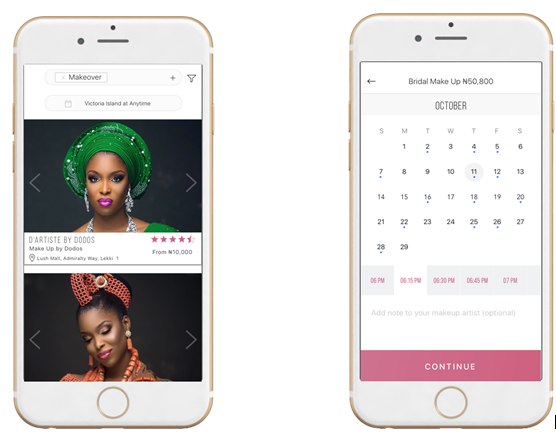 < Makeover +
Victoria Island at Anytime
D'ARTISTE BY DODOS
Make Up by Dodos
From ₦10,000
Lush Mall, Admiralty Way, Lekki 1
← Bridal Make Up ₦50,800
OCTOBER
S M T W T F S
1 2 3 4 5 6
7 8 9 10 11 12 13
14 15 16 17 18 19 20
21 22 23 24 25 26 27
28 29
06 PM 06:15 PM 06:30 PM 06:45 PM 07 PM
Add note to your makeup artist (optional)
CONTINUE